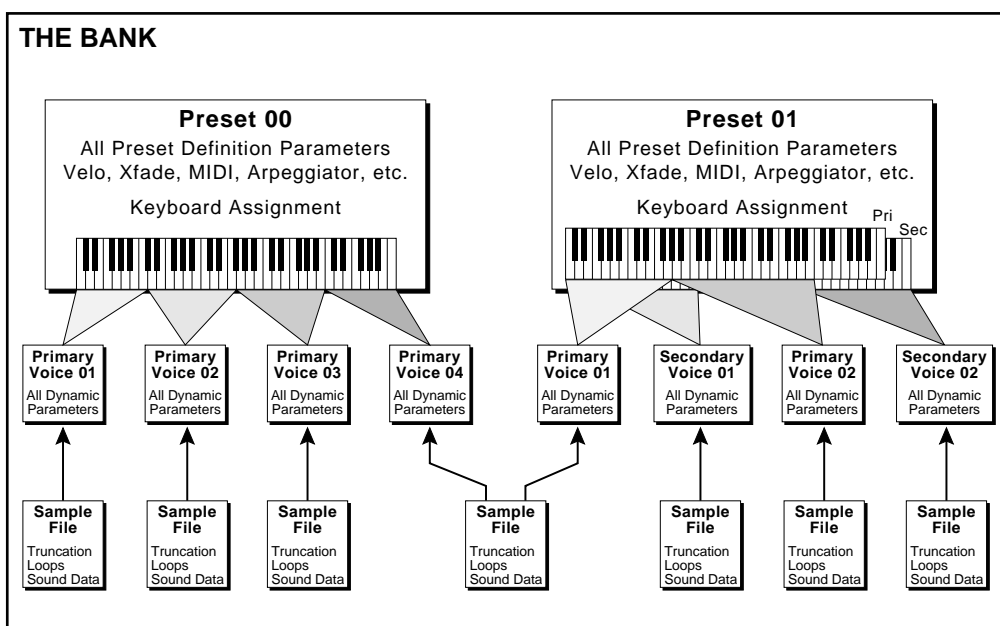 THE BANK
Preset 00
All Preset Definition Parameters
Velo, Xfade, MIDI, Arpeggiator, etc.
Keyboard Assignment
Preset 01
All Preset Definition Parameters
Velo, Xfade, MIDI, Arpeggiator, etc.
Keyboard Assignment
Pri
Sec
Primary
Voice 01
All Dynamic
Parameters
Primary
Voice 02
All Dynamic
Parameters
Primary
Voice 03
All Dynamic
Parameters
Primary
Voice 04
All Dynamic
Parameters
Primary
Voice 01
All Dynamic
Parameters
Secondary
Voice 01
All Dynamic
Parameters
Primary
Voice 02
All Dynamic
Parameters
Secondary
Voice 02
All Dynamic
Parameters
Sample
File
Truncation
Loops
Sound Data
Sample
File
Truncation
Loops
Sound Data
Sample
File
Truncation
Loops
Sound Data
Sample
File
Truncation
Loops
Sound Data
Sample
File
Truncation
Loops
Sound Data
Sample
File
Truncation
Loops
Sound Data
Sample
File
Truncation
Loops
Sound Data